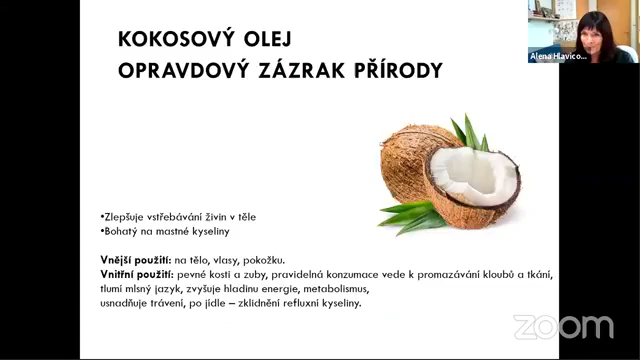 KOKOSOVÝ OLEJ
OPRAVDOVÝ ZÁZRAK PŘÍRODY
Alena Hlavico...
•Zlepšuje vstřebávání živin v těle
•Bohatý na mastné kyseliny
Vnější použití: na tělo, vlasy, pokožku.
Vnitřní použití: pevné kosti a zuby, pravidelná konzumace vede k promazávání kloubů a tkání,
tlumí mlsný jazyk, zvyšuje hladinu energie, metabolismus,
usnadňuje trávení, po jídle – zklidnění refluxní kyseliny.
zoom